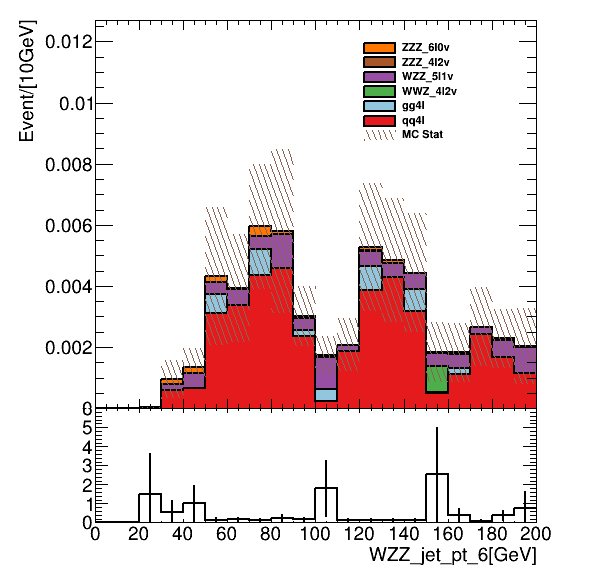 Event/[10GeV]
0.012
0.01
0.008
0.006
0.004
0.002
0
ZZZ_6l0v
ZZZ_4l2v
WZZ_5l1v
WWZ_4l2v
gg4l
qq4l
MC Stat
6
5
4
3
2
1
0
0 20 40 60 80 100 120 140 160 180 200
WZZ_jet_pt_6[GeV]